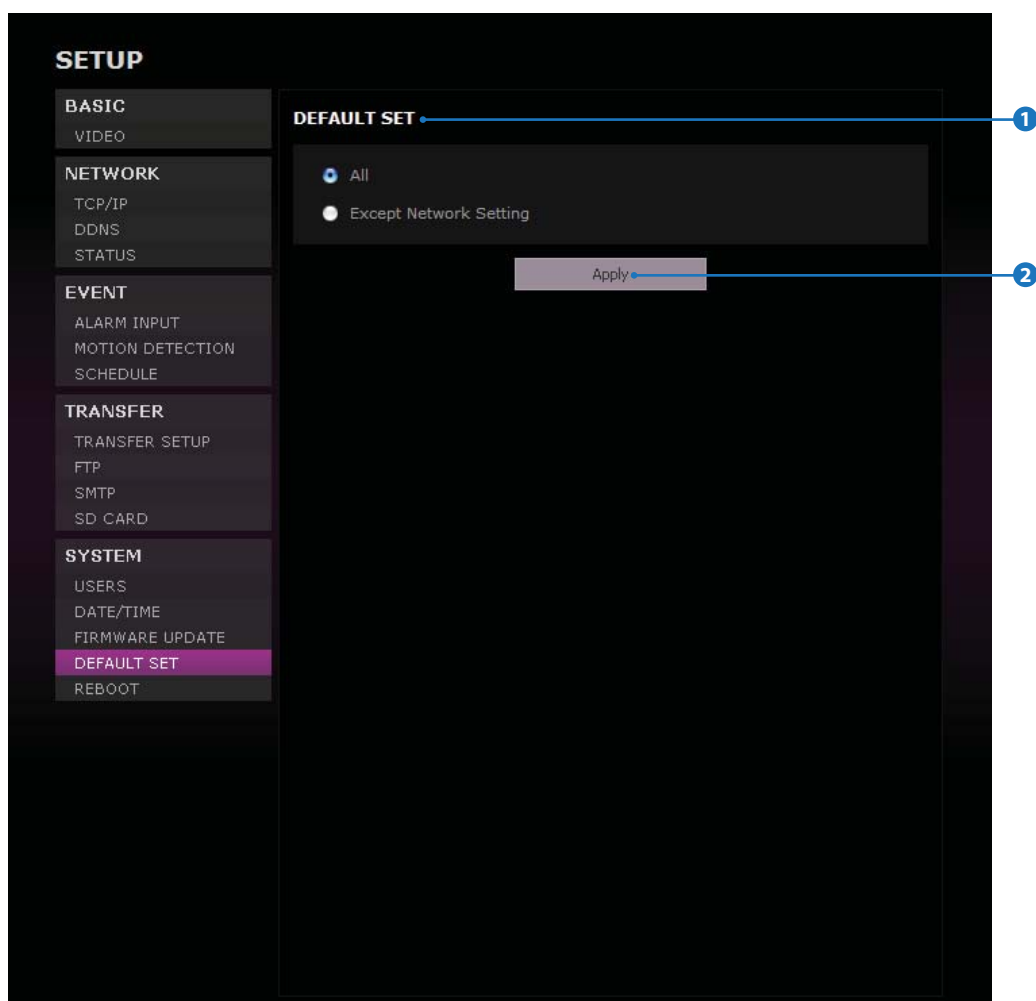 SETUP
BASIC
VIDEO
NETWORK
TCP/IP
DDNS
STATUS
EVENT
ALARM INPUT
MOTION DETECTION
SCHEDULE
TRANSFER
TRANSFER SETUP
FTP
SMTP
SD CARD
SYSTEM
USERS
DATE/TIME
FIRMWARE UPDATE
DEFAULT SET
REBOOT
DEFAULT SET
1
All
Except Network Setting
Apply
2